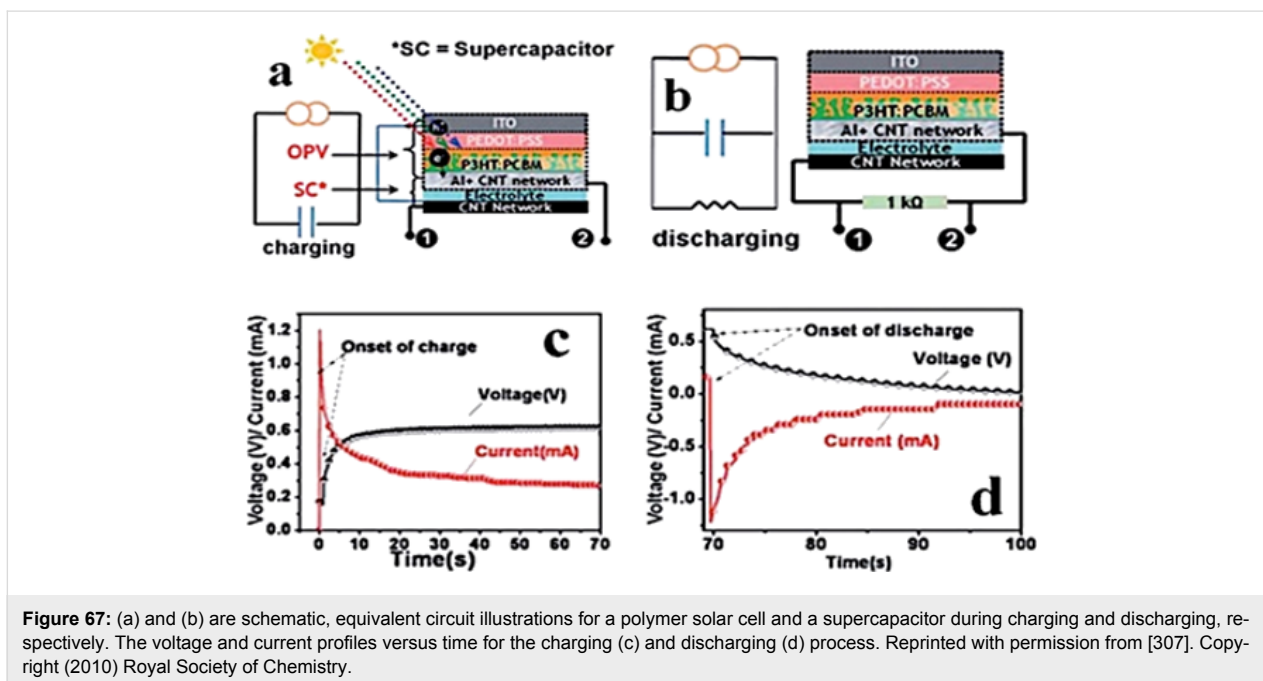 *SC = Supercapacitor
a
OPV
SC*
charging
ITO
PEDOT:PSS
P3HT:PCBM
Al+ CNT network
Electrolyte
CNT Network
1
2
b
discharging
ITO
PEDOT:PSS
P3HT:PCBM
Al+ CNT network
Electrolyte
CNT Network
1 kΩ
1
2
c
Voltage (V)/ Current (mA)
1.2
1.0
0.8
0.6
0.4
0.2
0.0
Onset of charge
Voltage(V)
Current(mA)
0 10 20 30 40 50 60 70
Time(s)
d
Voltage (V)/ Current (mA)
0.5
0.0
-0.5
-1.0
Onset of discharge
Voltage (V)
Current (mA)
70 80 90 100
Time(s)
Figure 67: (a) and (b) are schematic, equivalent circuit illustrations for a polymer solar cell and a supercapacitor during charging and discharging, re-
spectively. The voltage and current profiles versus time for the charging (c) and discharging (d) process. Reprinted with permission from [307]. Copy-
right (2010) Royal Society of Chemistry.